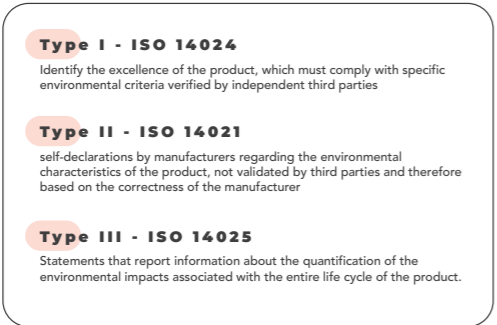 Type I - ISO 14024
Identify the excellence of the product, which must comply with specific
environmental criteria verified by independent third parties
Type II - ISO 14021
self-declarations by manufacturers regarding the environmental
characteristics of the product, not validated by third parties and therefore
based on the correctness of the manufacturer
Type III - ISO 14025
Statements that report information about the quantification of the
environmental impacts associated with the entire life cycle of the product.